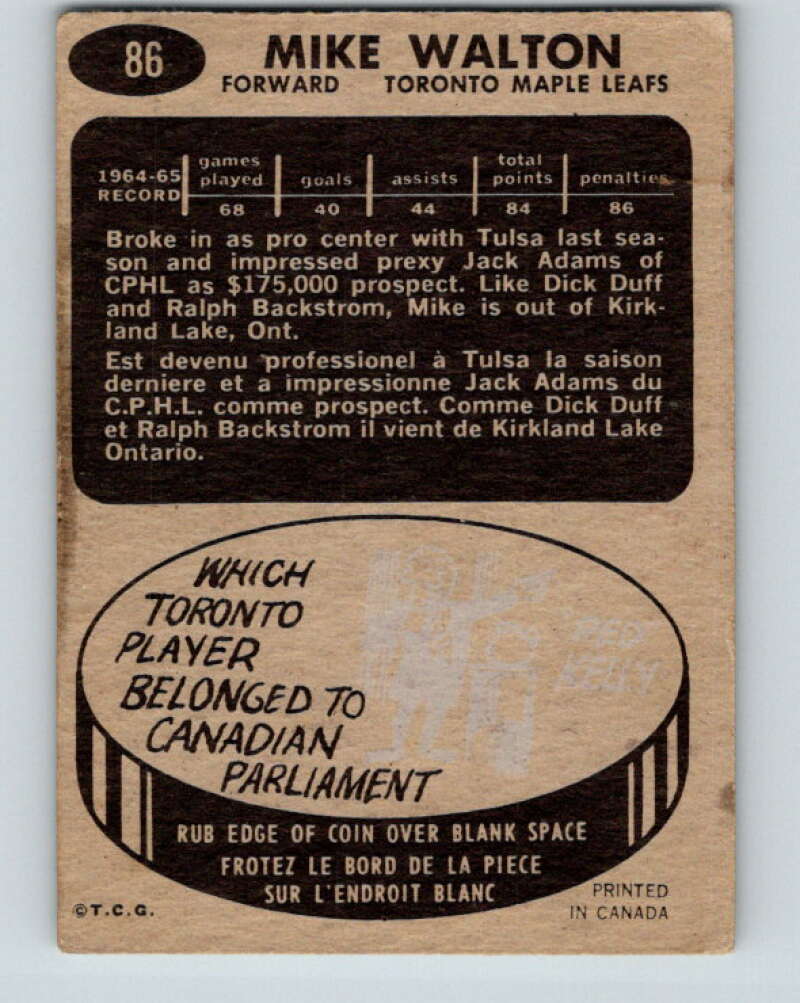 86
MIKE WALTON
FORWARD TORONTO MAPLE LEAFS
1964-65 RECORD games played goals assists total points penalties
68 40 44 84 86
Broke in as pro center with Tulsa last sea-
son and impressed prexy Jack Adams of
CPHL as $175,000 prospect. Like Dick Duff
and Ralph Backstrom, Mike is out of Kirk-
land Lake, Ont.
Est devenu professionel à Tulsa la saison
derniere et a impressionne Jack Adams du
C.P.H.L. comme prospect. Comme Dick Duff
et Ralph Backstrom il vient de Kirkland Lake
Ontario.
WHICH
TORONTO
PLAYER
BELONGED TO
CANADIAN
PARLIAMENT
"RED"
KELLY
RUB EDGE OF COIN OVER BLANK SPACE
FROTEZ LE BORD DE LA PIECE
SUR L'ENDROIT BLANC
©T.C.G.
PRINTED
IN CANADA